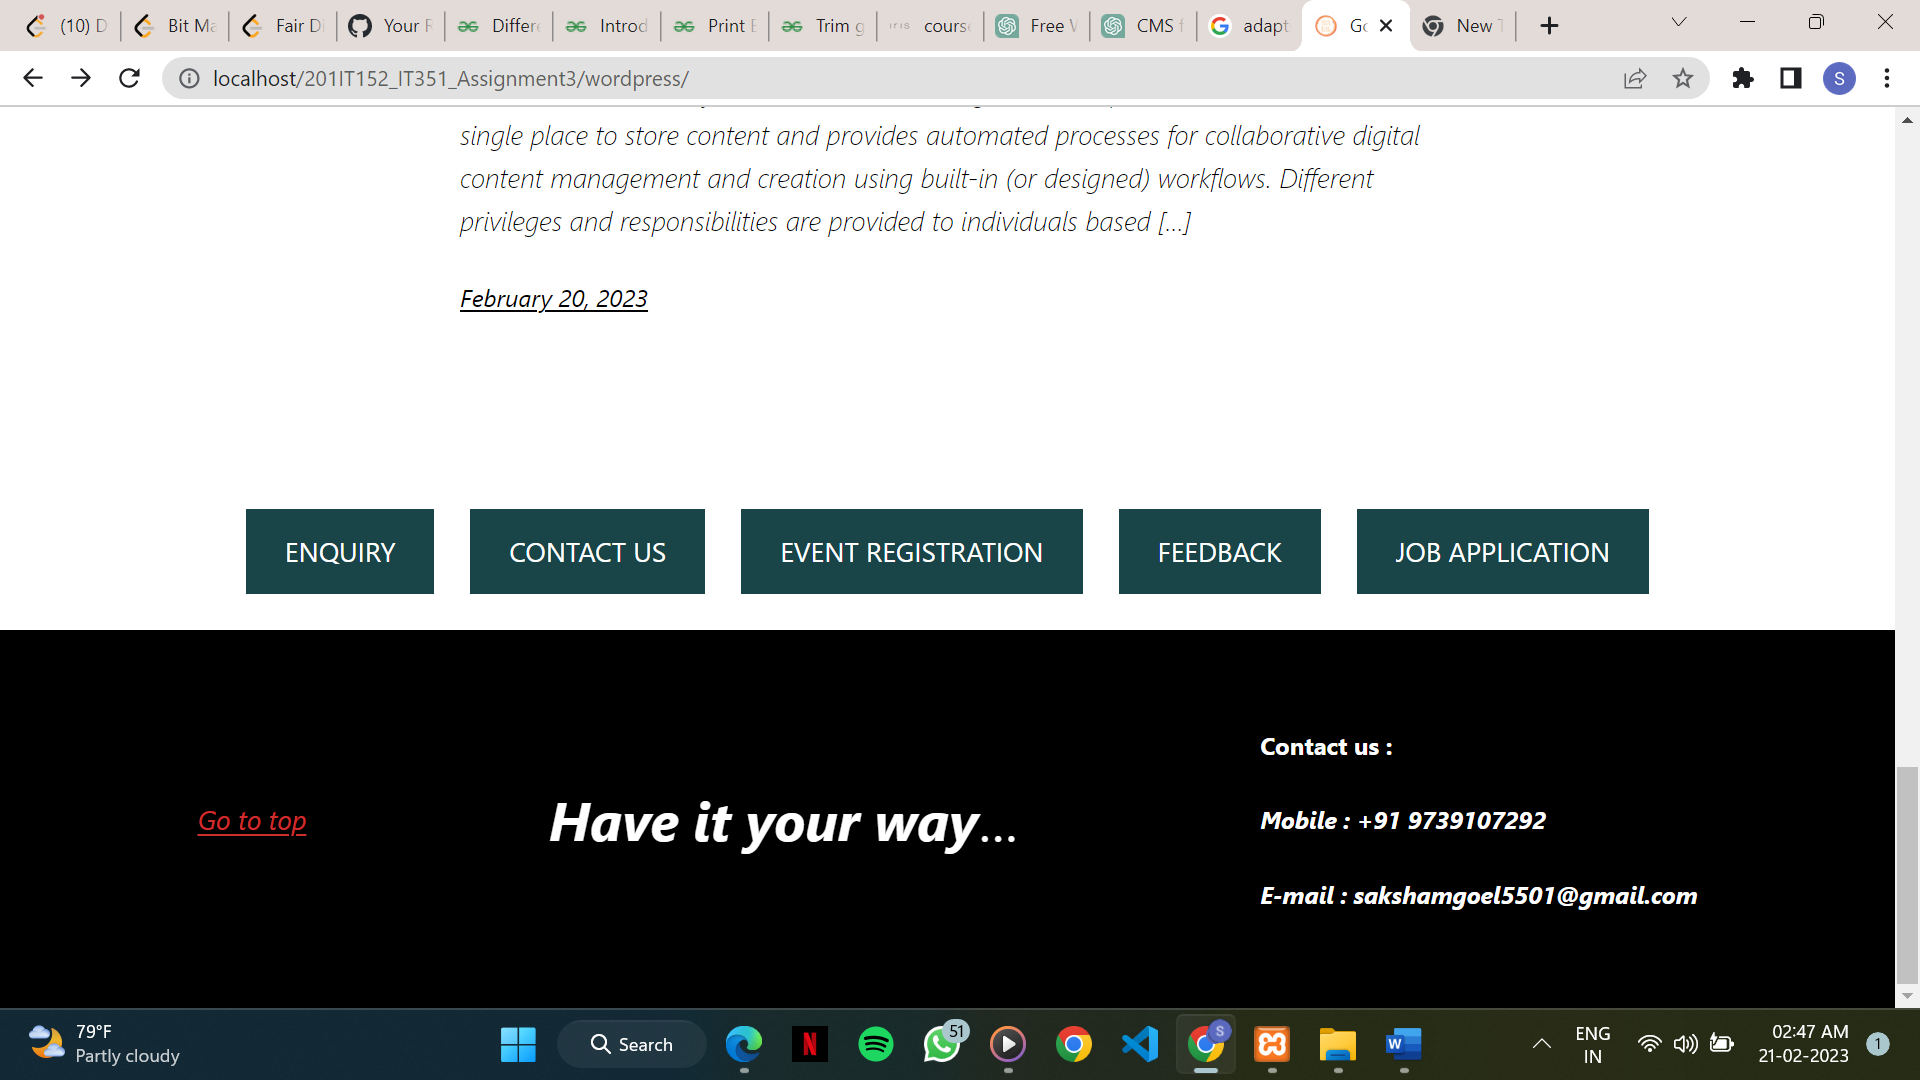 (10) D
Bit Ma
Fair Di
Your R
Differe
Introd
Print E
Trim g
course
Free W
CMS f
adapt
Go
New T
localhost/201IT152_IT351_Assignment3/wordpress/
S
single place to store content and provides automated processes for collaborative digital
content management and creation using built-in (or designed) workflows. Different
privileges and responsibilities are provided to individuals based [...]
February 20, 2023
ENQUIRY
CONTACT US
EVENT REGISTRATION
FEEDBACK
JOB APPLICATION
Contact us :
Go to top
Have it your way...
Mobile : +91 9739107292
E-mail : sakshamgoel5501@gmail.com
79°F
Partly cloudy
Search
51
S
ENG
IN
02:47 AM
21-02-2023
1